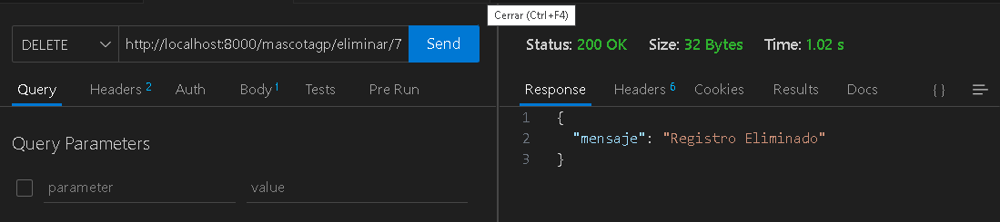 Cerrar (Ctrl+F4)
DELETE http://localhost:8000/mascotagp/eliminar/7 Send
Status: 200 OK Size: 32 Bytes Time: 1.02 s
Query Headers 2 Auth Body 1 Tests Pre Run
Response Headers 6 Cookies Results Docs { }
Query Parameters
parameter value
1 {
2 "mensaje": "Registro Eliminado"
3 }